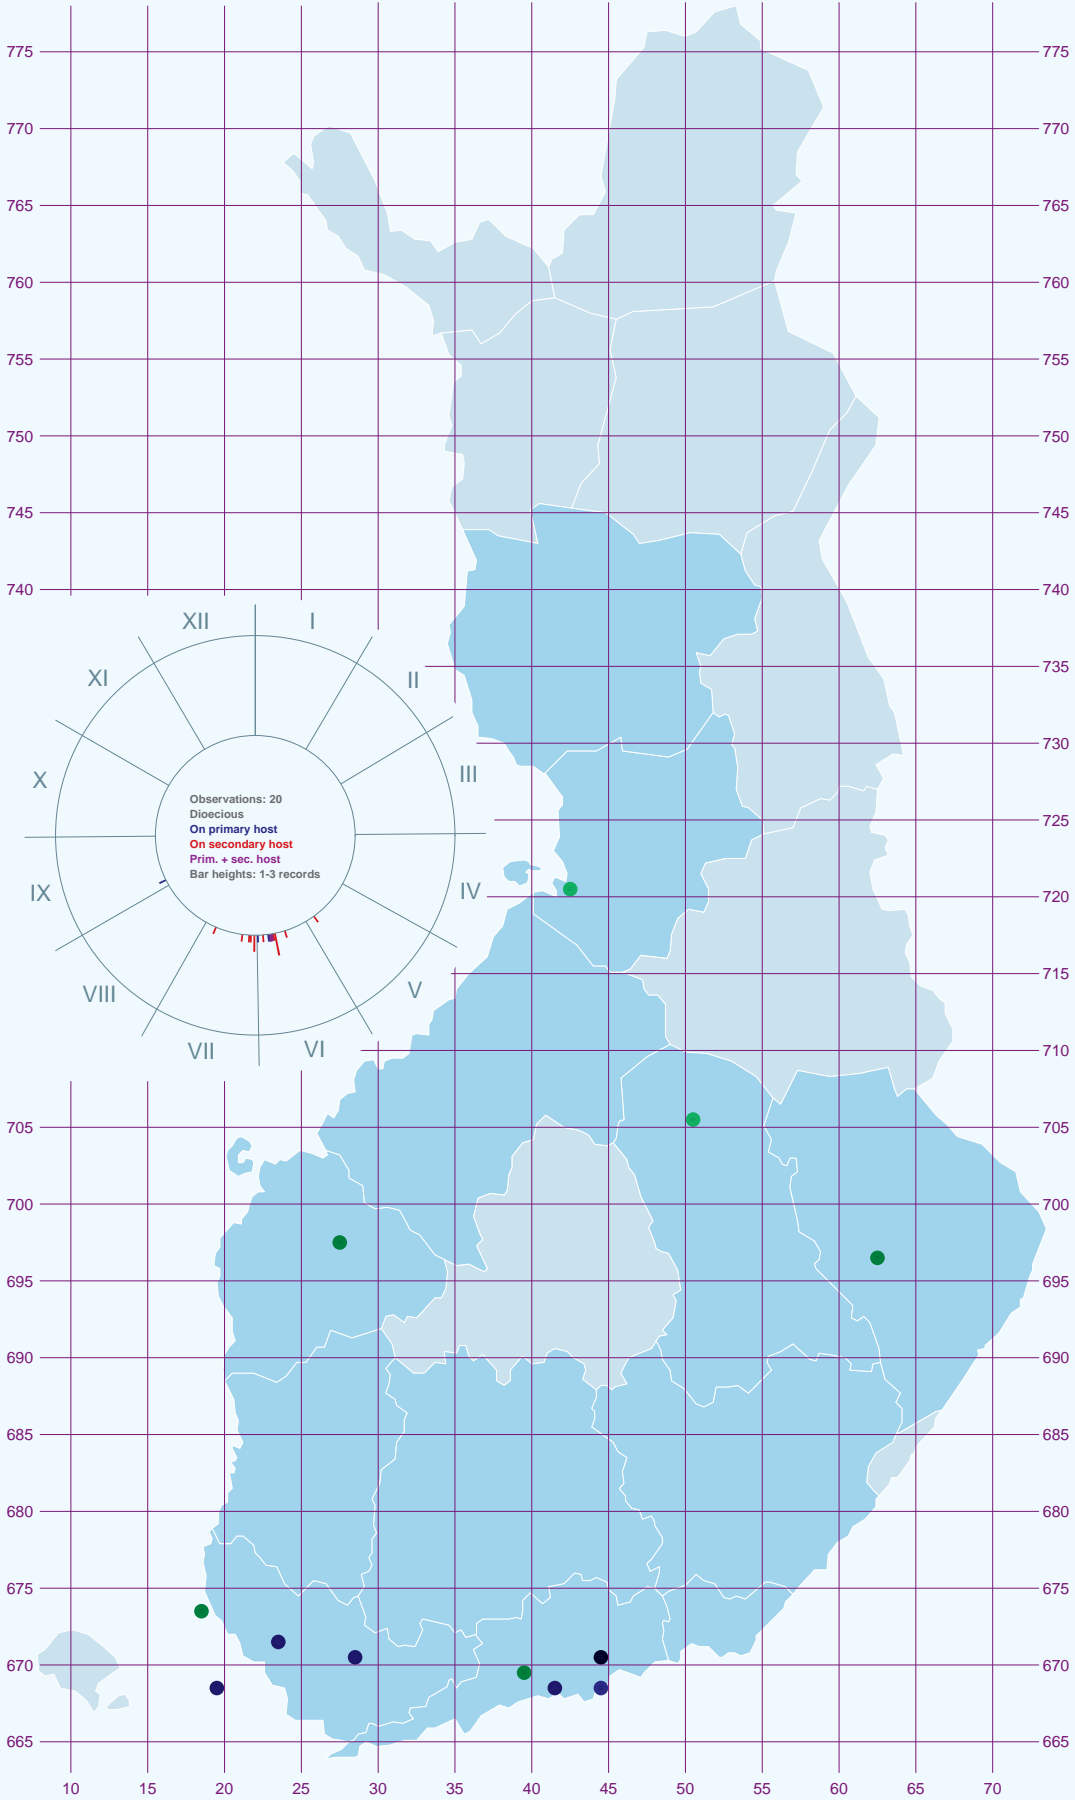 775 775
770 770
765 765
760 760
755 755
750 750
745 745
740 740
XII I
XI II
735
730
X III
Observations: 20
Dioecious
On primary host
On secondary host
Prim. + sec. host
Bar heights: 1-3 records
725
IX IV
720
VIII V
715
VII VI
710
705 705
700 700
695 695
690 690
685 685
680 680
675 675
670 670
665 665
10 15 20 25 30 35 40 45 50 55 60 65 70